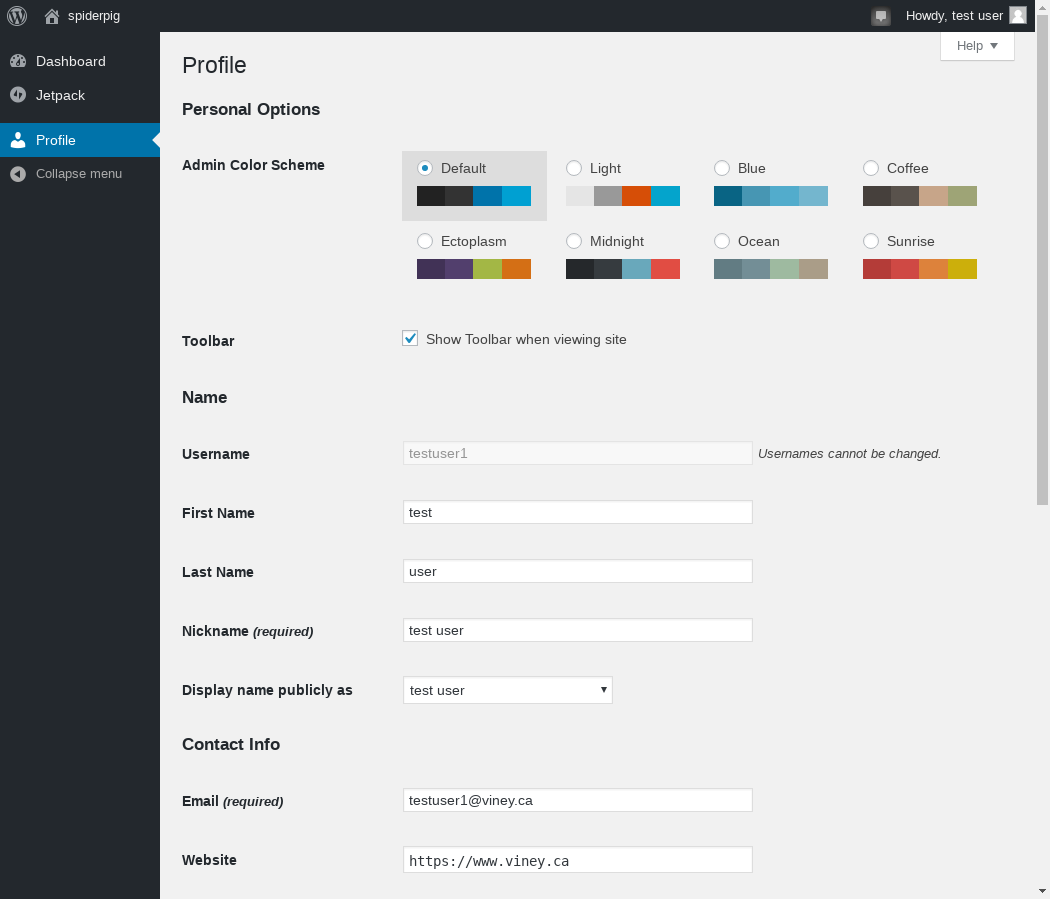 spiderpig
Howdy, test user
Dashboard
Jetpack
Profile
Collapse menu
Help
Profile
Personal Options
Admin Color Scheme
Default Light Blue Coffee
Ectoplasm Midnight Ocean Sunrise
Toolbar Show Toolbar when viewing site
Name
Username testuser1 Usernames cannot be changed.
First Name test
Last Name user
Nickname (required) test user
Display name publicly as test user
Contact Info
Email (required) testuser1@viney.ca
Website https://www.viney.ca